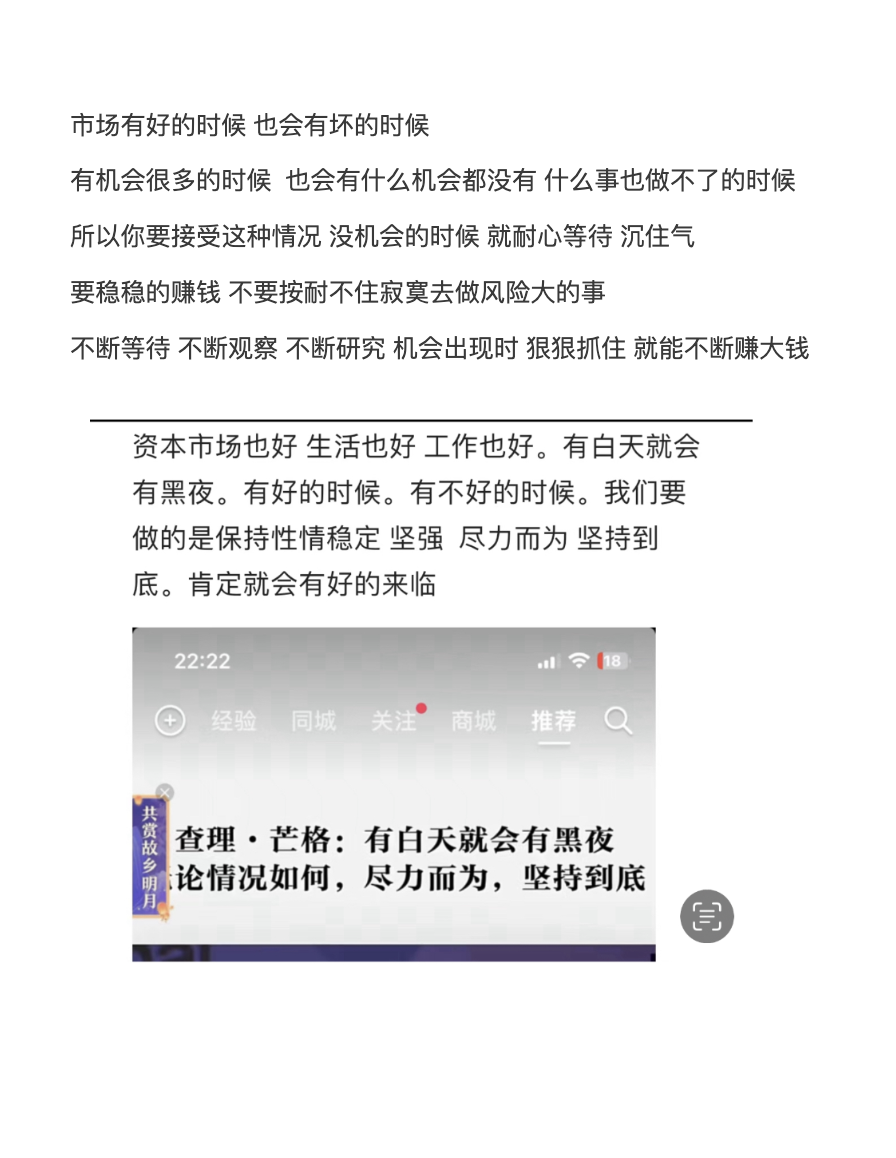 市场有好的时候 也会有坏的时候
有机会很多的时候 也会有什么机会都没有 什么事也做不了的时候
所以你要接受这种情况 没机会的时候 就耐心等待 沉住气
要稳稳的赚钱 不要按耐不住寂寞去做风险大的事
不断等待 不断观察 不断研究 机会出现时 狠狠抓住 就能不断赚大钱
资本市场也好 生活也好 工作也好。有白天就会
有黑夜。有好的时候。有不好的时候。我们要
做的是保持性情稳定 坚强 尽力而为 坚持到
底。肯定就会有好的来临
22:22 18
经验 同城 关注 商城 推荐
共赏故乡明月
查理·芒格：有白天就会有黑夜
论情况如何，尽力而为，坚持到底